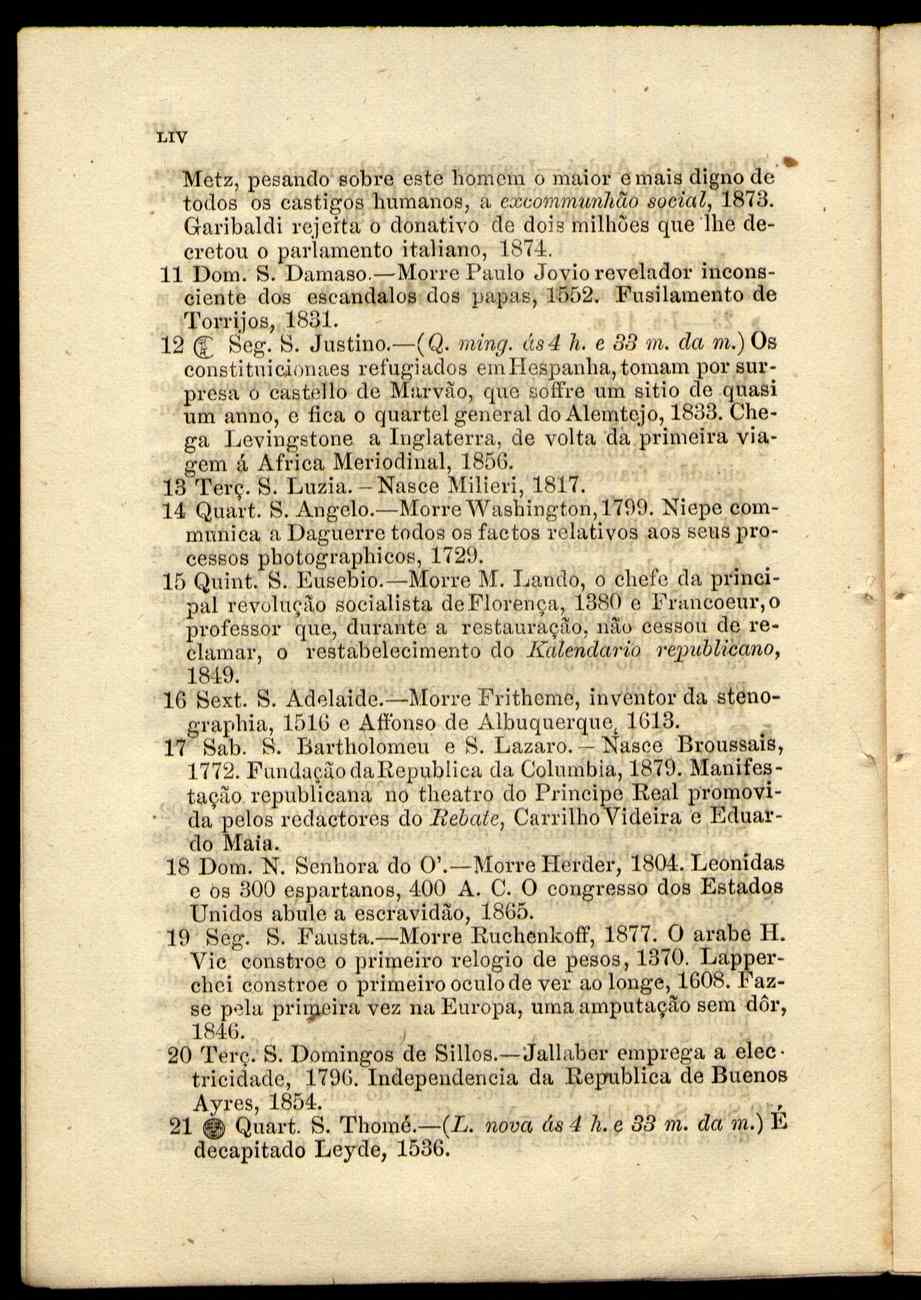 LIV
Metz, pesando sobre este homem o maior e mais digno de
todos os castigos humanos, a excommunhão social, 1873.
Garibaldi rejeita o donativo de dois milhões que lhe de-
cretou o parlamento italiano, 1874.
11 Dom. S. Damaso.—Morre Paulo Jovio revelador incons-
ciente dos escandalos dos papas, 1552. Fusilamento de
Torrijos, 1831.
12 Seg. S. Justino.—(Q. ming. ás 4 h. e 33 m. da m.) Os
constituicionaes refugiados em Hespanha, tomam por sur-
presa o castello de Marvão, que soffre um sitio de quasi
um anno, e fica o quartel general do Alemtejo, 1833. Che-
ga Levingstone a Inglaterra, de volta da primeira via-
gem á Africa Meriodinal, 1856.
13 Terç. S. Luzia.—Nasce Milieri, 1817.
14 Quart. S. Angelo.—Morre Washington, 1799. Niepe com-
munica a Daguerre todos os factos relativos aos seus pro-
cessos photographicos, 1729.
15 Quint. S. Eusebio.—Morre M. Lando, o chefe da princi-
pal revolução socialista de Florença, 1380 e Francoeur, o
professor que, durante a restauração, não cessou de re-
clamar, o restabelecimento do Kalendario republicano,
1849.
16 Sext. S. Adelaide.—Morre Fritheme, inventor da steno-
graphia, 1516 e Affonso de Albuquerque, 1613.
17 Sab. S. Bartholomeu e S. Lazaro.—Nasce Broussais,
1772. Fundação da Republica da Columbia, 1879. Manifes-
tação republicana no theatro do Principe Real promovi-
da pelos redactores do Rebate, Carrilho Videira e Eduar-
do Maia.
18 Dom. N. Senhora do O'.—Morre Herder, 1804. Leonidas
e os 300 espartanos, 400 A. C. O congresso dos Estados
Unidos abule a escravidão, 1865.
19 Seg. S. Fausta.—Morre Ruchenkoff, 1877. O arabe H.
Vic constroe o primeiro relogio de pesos, 1370. Lapper-
chei constroe o primeiro oculo de ver ao longe, 1608. Faz-
se pela primeira vez na Europa, uma amputação sem dôr,
1846.
20 Terç. S. Domingos de Sillos.—Jallaber emprega a elec-
tricidade, 1796. Independencia da Republica de Buenos
Ayres, 1854.
21 Quart. S. Thomé.—(L. nova ás 4 h. e 33 m. da m.) É
decapitado Leyde, 1536.